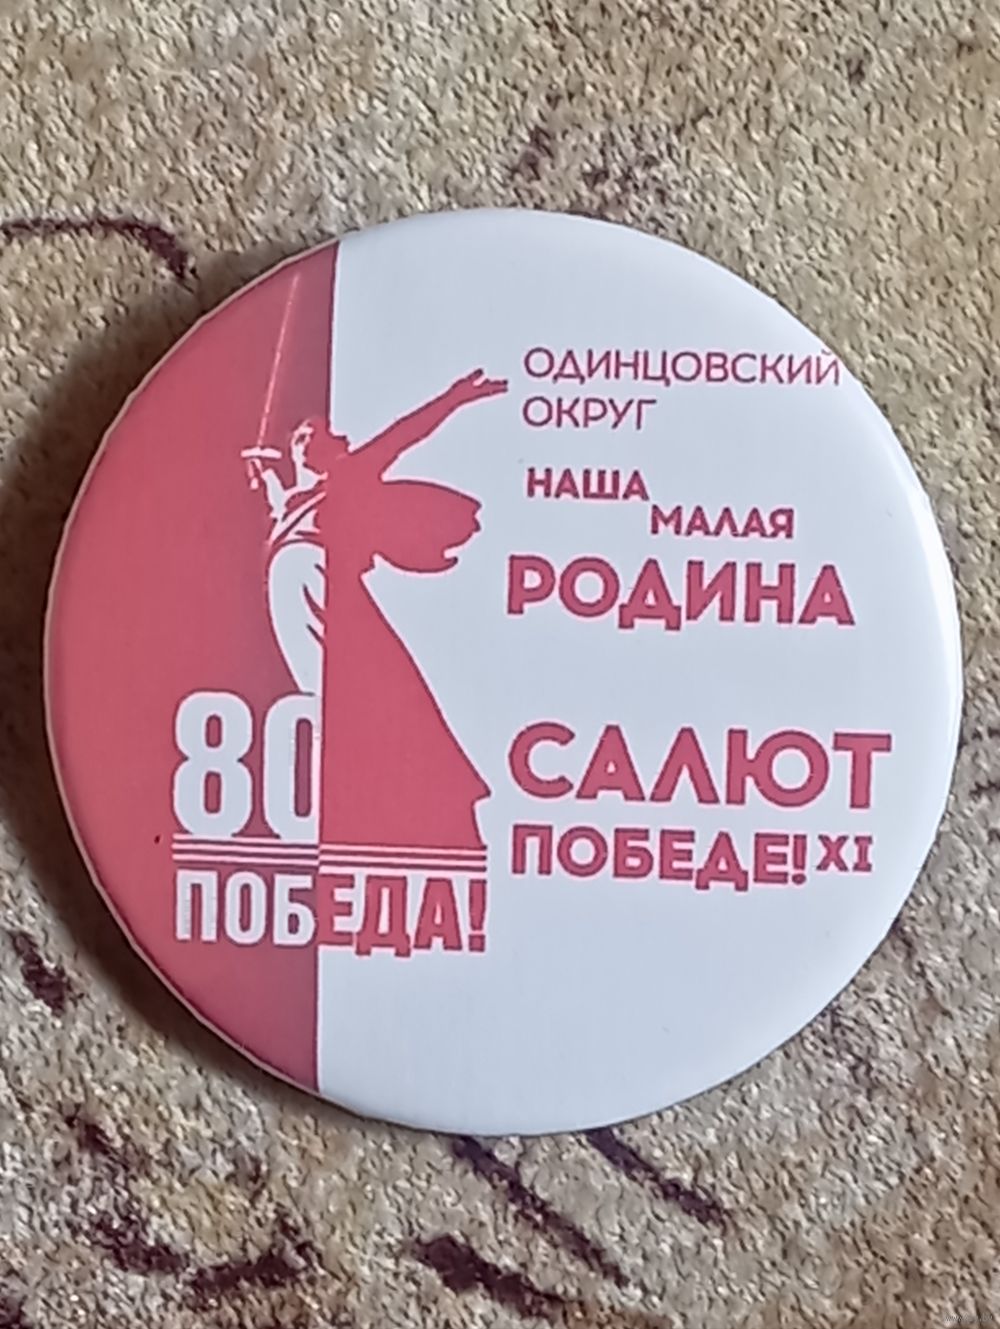 ОДИНЦОВСКИЙ
ОКРУГ
НАША
МАЛАЯ
РОДИНА
САЛЮТ
ПОБЕДЕ! XI
80
ПОБЕДА!